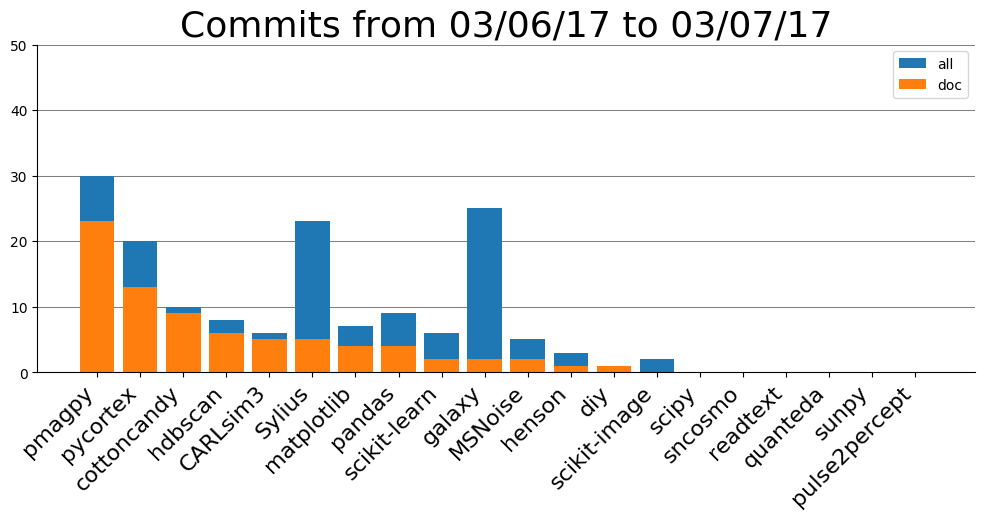 Commits from 03/06/17 to 03/07/17
50
40
30
20
10
0
all
doc
pmagpy
pycortex
cottoncandy
hdbscan
CARLsim3
Sylius
matplotlib
pandas
scikit-learn
galaxy
MSNoise
henson
diy
scikit-image
scipy
sncosmo
readtext
quanteda
sunpy
pulse2percept